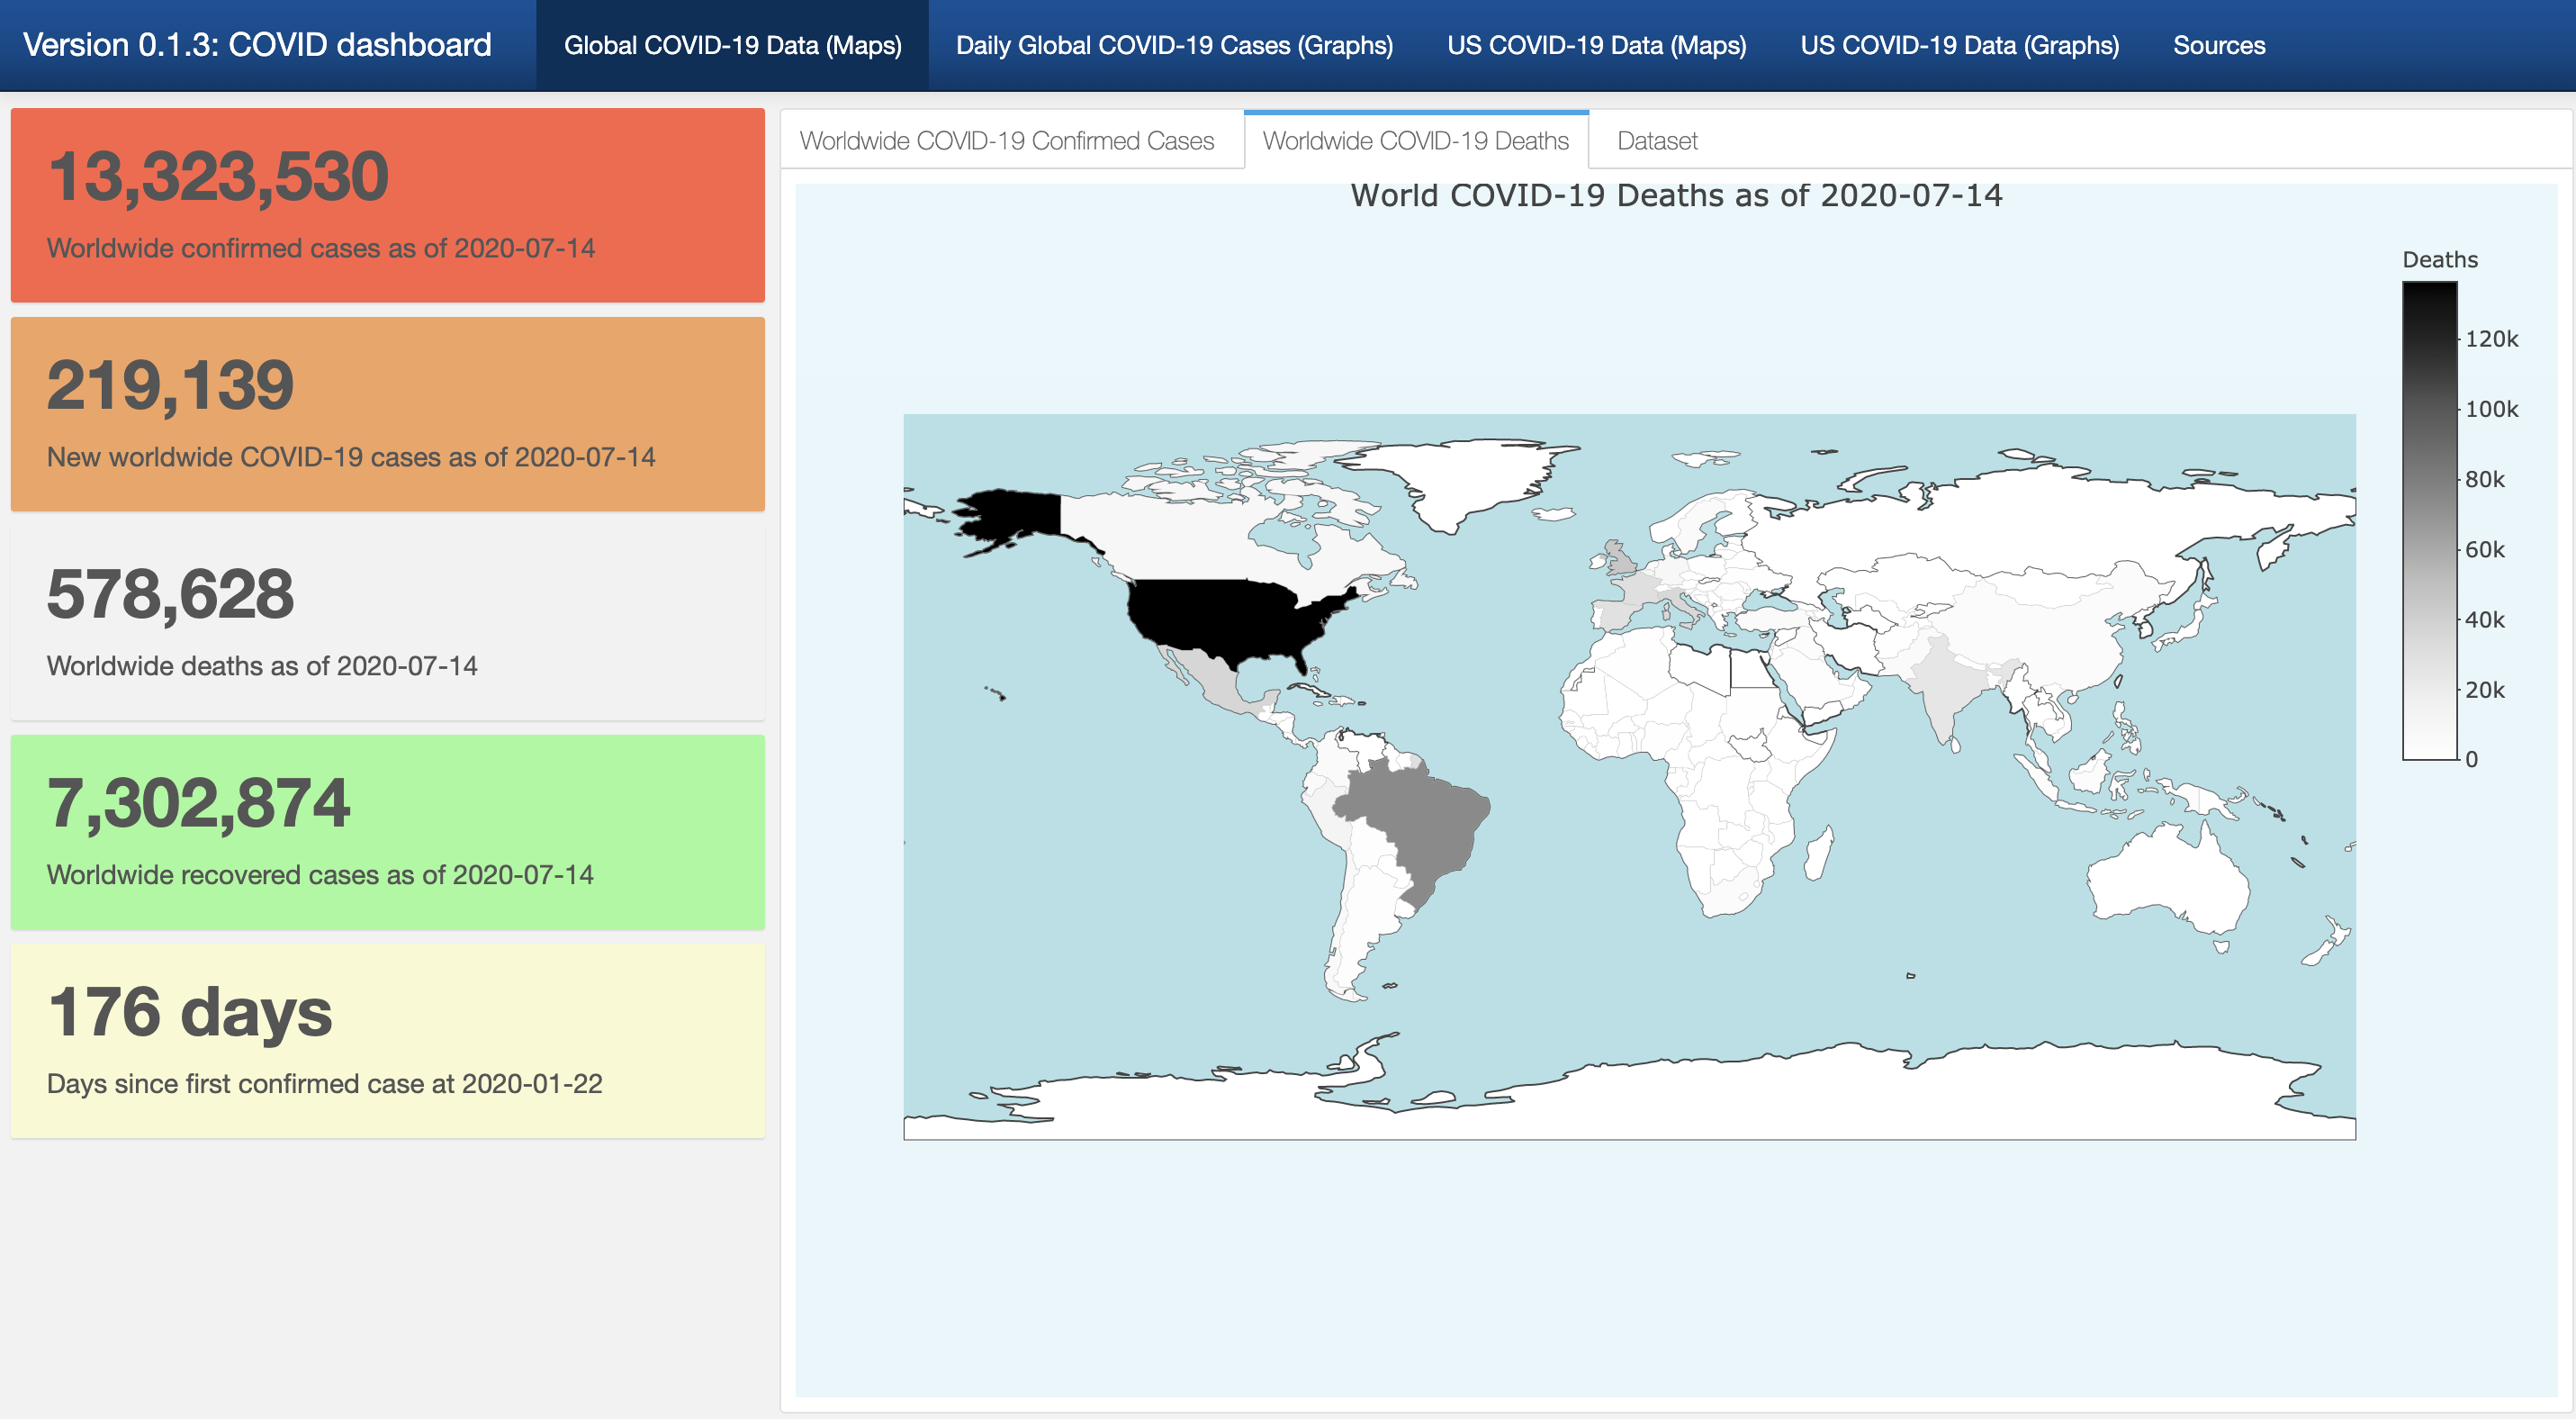 Version 0.1.3: COVID dashboard
Global COVID-19 Data (Maps)
Daily Global COVID-19 Cases (Graphs)
US COVID-19 Data (Maps)
US COVID-19 Data (Graphs)
Sources
13,323,530
Worldwide confirmed cases as of 2020-07-14
219,139
New worldwide COVID-19 cases as of 2020-07-14
578,628
Worldwide deaths as of 2020-07-14
7,302,874
Worldwide recovered cases as of 2020-07-14
176 days
Days since first confirmed case at 2020-01-22
Worldwide COVID-19 Confirmed Cases
Worldwide COVID-19 Deaths
Dataset
World COVID-19 Deaths as of 2020-07-14
Deaths
120k
100k
80k
60k
40k
20k
0